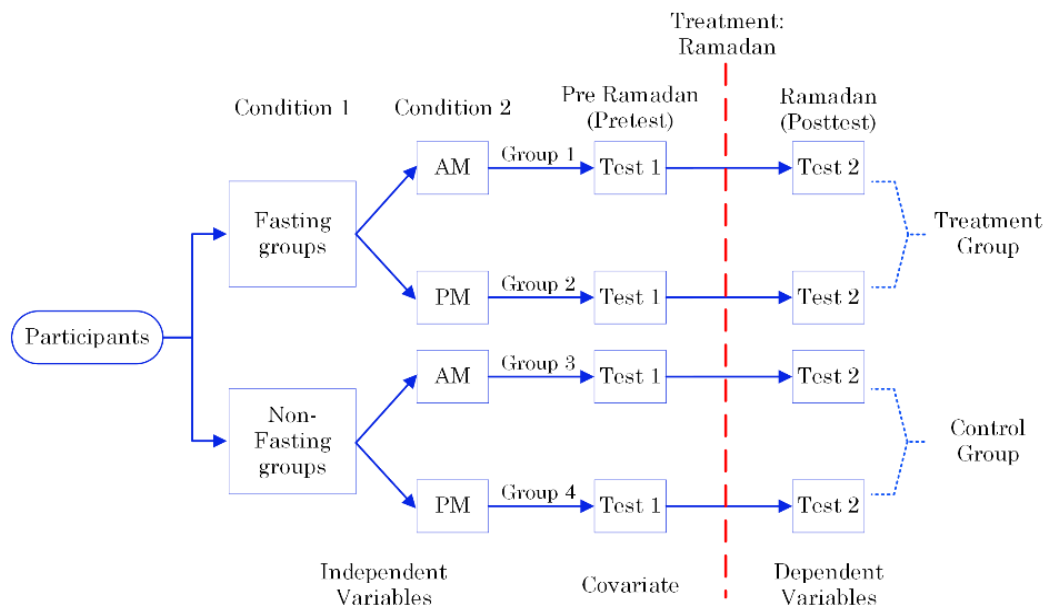 Treatment:
Ramadan
Condition 1
Condition 2
Pre Ramadan
(Pretest)
Ramadan
(Posttest)
Participants
Fasting
groups
AM
Group 1
Test 1
Test 2
PM
Group 2
Test 1
Test 2
Treatment
Group
Non-
Fasting
groups
AM
Group 3
Test 1
Test 2
PM
Group 4
Test 1
Test 2
Control
Group
Independent
Variables
Covariate
Dependent
Variables